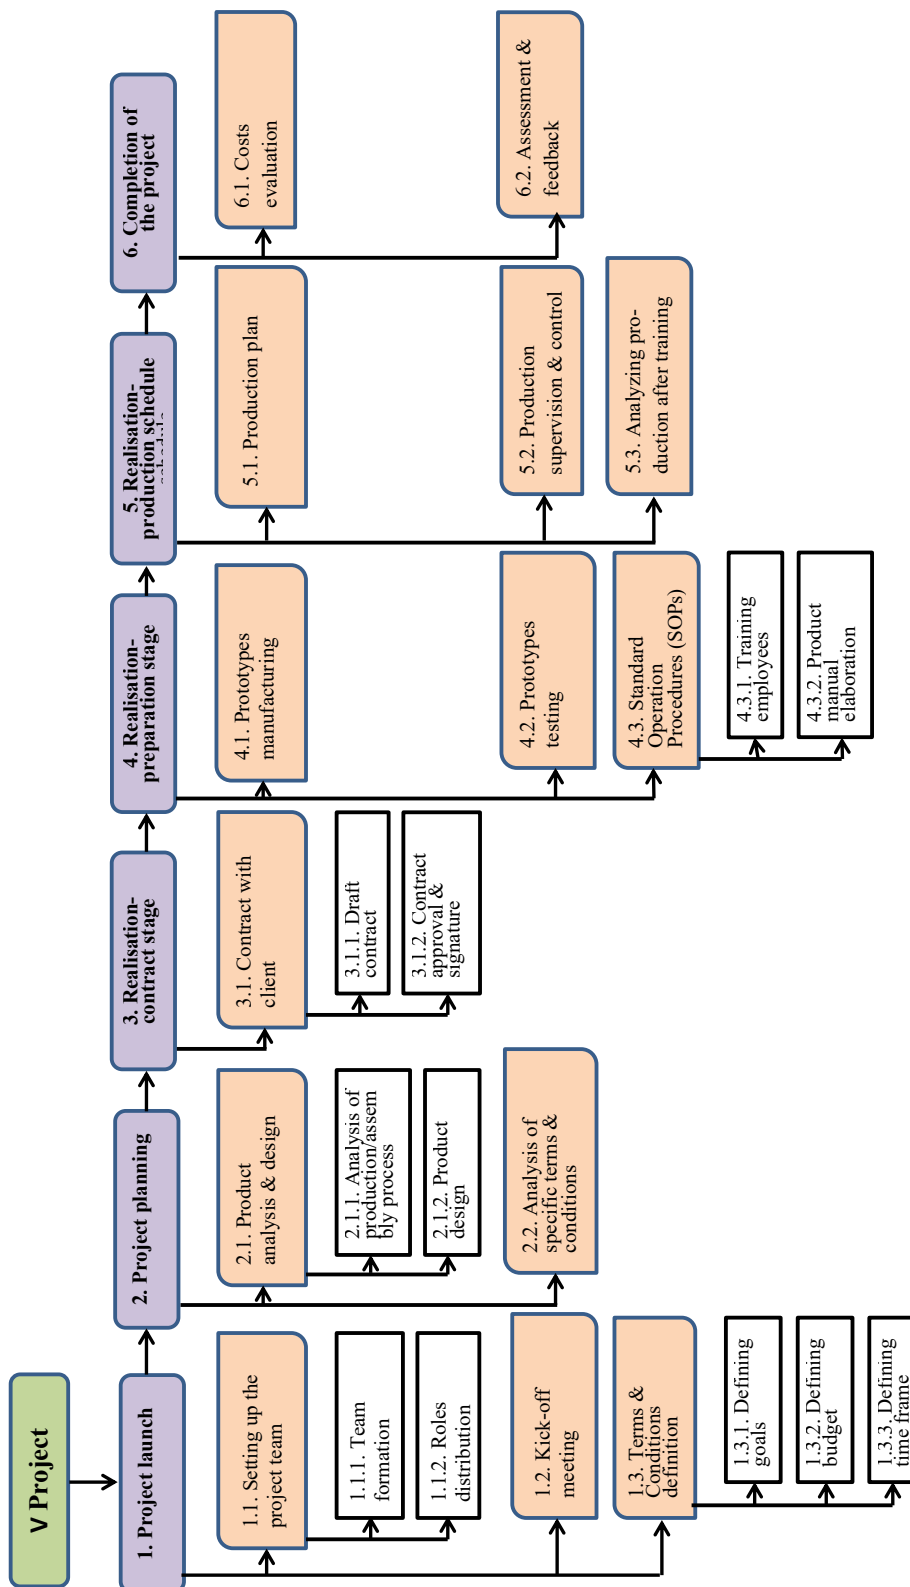 V Project
1. Project launch
1.1. Setting up the
project team
1.1.1. Team
formation
1.1.2. Roles
distribution
1.2. Kick-off
meeting
1.3. Terms &
Conditions
definition
1.3.1. Defining
goals
1.3.2. Defining
budget
1.3.3. Defining
time frame
2. Project planning
2.1. Product
analysis & design
2.1.1. Analysis of
production/assem
bly process
2.1.2. Product
design
2.2. Analysis of
specific terms &
conditions
3. Realisation-
contract stage
3.1. Contract with
client
3.1.1. Draft
contract
3.1.2. Contract
approval &
signature
4. Realisation-
preparation stage
4.1. Prototypes
manufacturing
4.2. Prototypes
testing
4.3. Standard
Operation
Procedures (SOPs)
4.3.1. Training
employees
4.3.2. Product
manual
elaboration
5. Realisation-
production schedule
schedule
5.1. Production plan
5.2. Production
supervision & control
5.3. Analyzing pro-
duction after training
6. Completion of
the project
6.1. Costs
evaluation
6.2. Assessment &
feedback